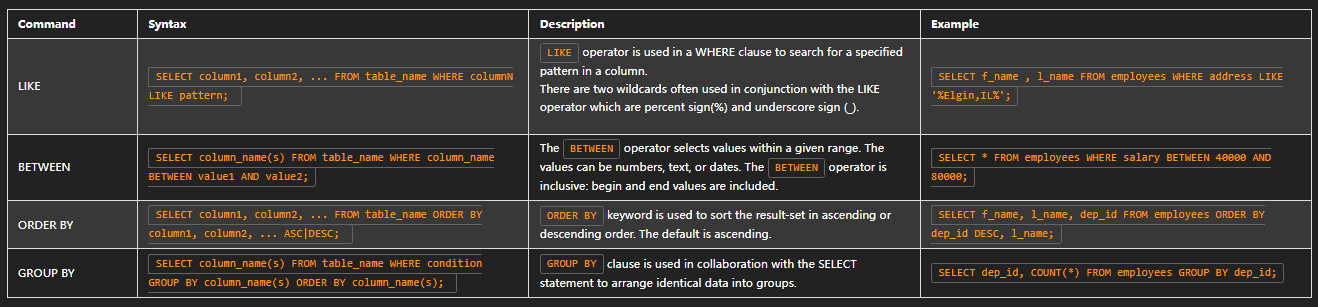 Command Syntax Description Example
LIKE
SELECT column1, column2, ... FROM table_name WHERE columnN
LIKE pattern;
LIKE operator is used in a WHERE clause to search for a specified
pattern in a column.
There are two wildcards often used in conjunction with the LIKE
operator which are percent sign(%) and underscore sign (_).
SELECT f_name , l_name FROM employees WHERE address LIKE
'%Elgin,IL%';
BETWEEN
SELECT column_name(s) FROM table_name WHERE column_name
BETWEEN value1 AND value2;
The BETWEEN operator selects values within a given range. The
values can be numbers, text, or dates. The BETWEEN operator is
inclusive: begin and end values are included.
SELECT * FROM employees WHERE salary BETWEEN 40000 AND
80000;
ORDER BY
SELECT column1, column2, ... FROM table_name ORDER BY
column1, column2, ... ASC|DESC;
ORDER BY keyword is used to sort the result-set in ascending or
descending order. The default is ascending.
SELECT f_name, l_name, dep_id FROM employees ORDER BY
dep_id DESC, l_name;
GROUP BY
SELECT column_name(s) FROM table_name WHERE condition
GROUP BY column_name(s) ORDER BY column_name(s);
GROUP BY clause is used in collaboration with the SELECT
statement to arrange identical data into groups.
SELECT dep_id, COUNT(*) FROM employees GROUP BY dep_id;